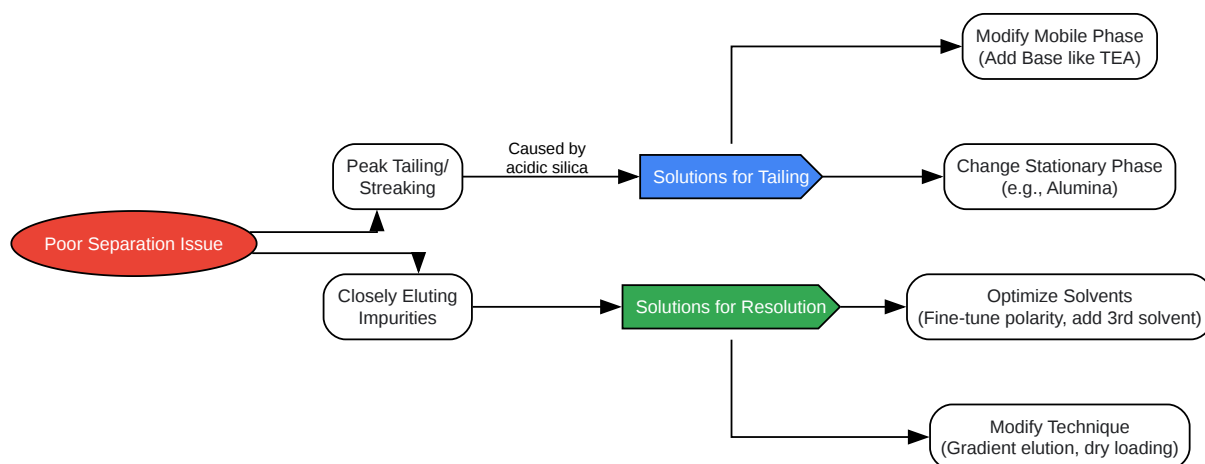 Modify Mobile Phase
(Add Base like TEA)
Caused by
acidic silica
Peak Tailing/
Streaking
Solutions for Tailing
Change Stationary Phase
(e.g., Alumina)
Poor Separation Issue
Closely Eluting
Impurities
Solutions for Resolution
Optimize Solvents
(Fine-tune polarity, add 3rd solvent)
Modify Technique
(Gradient elution, dry loading)